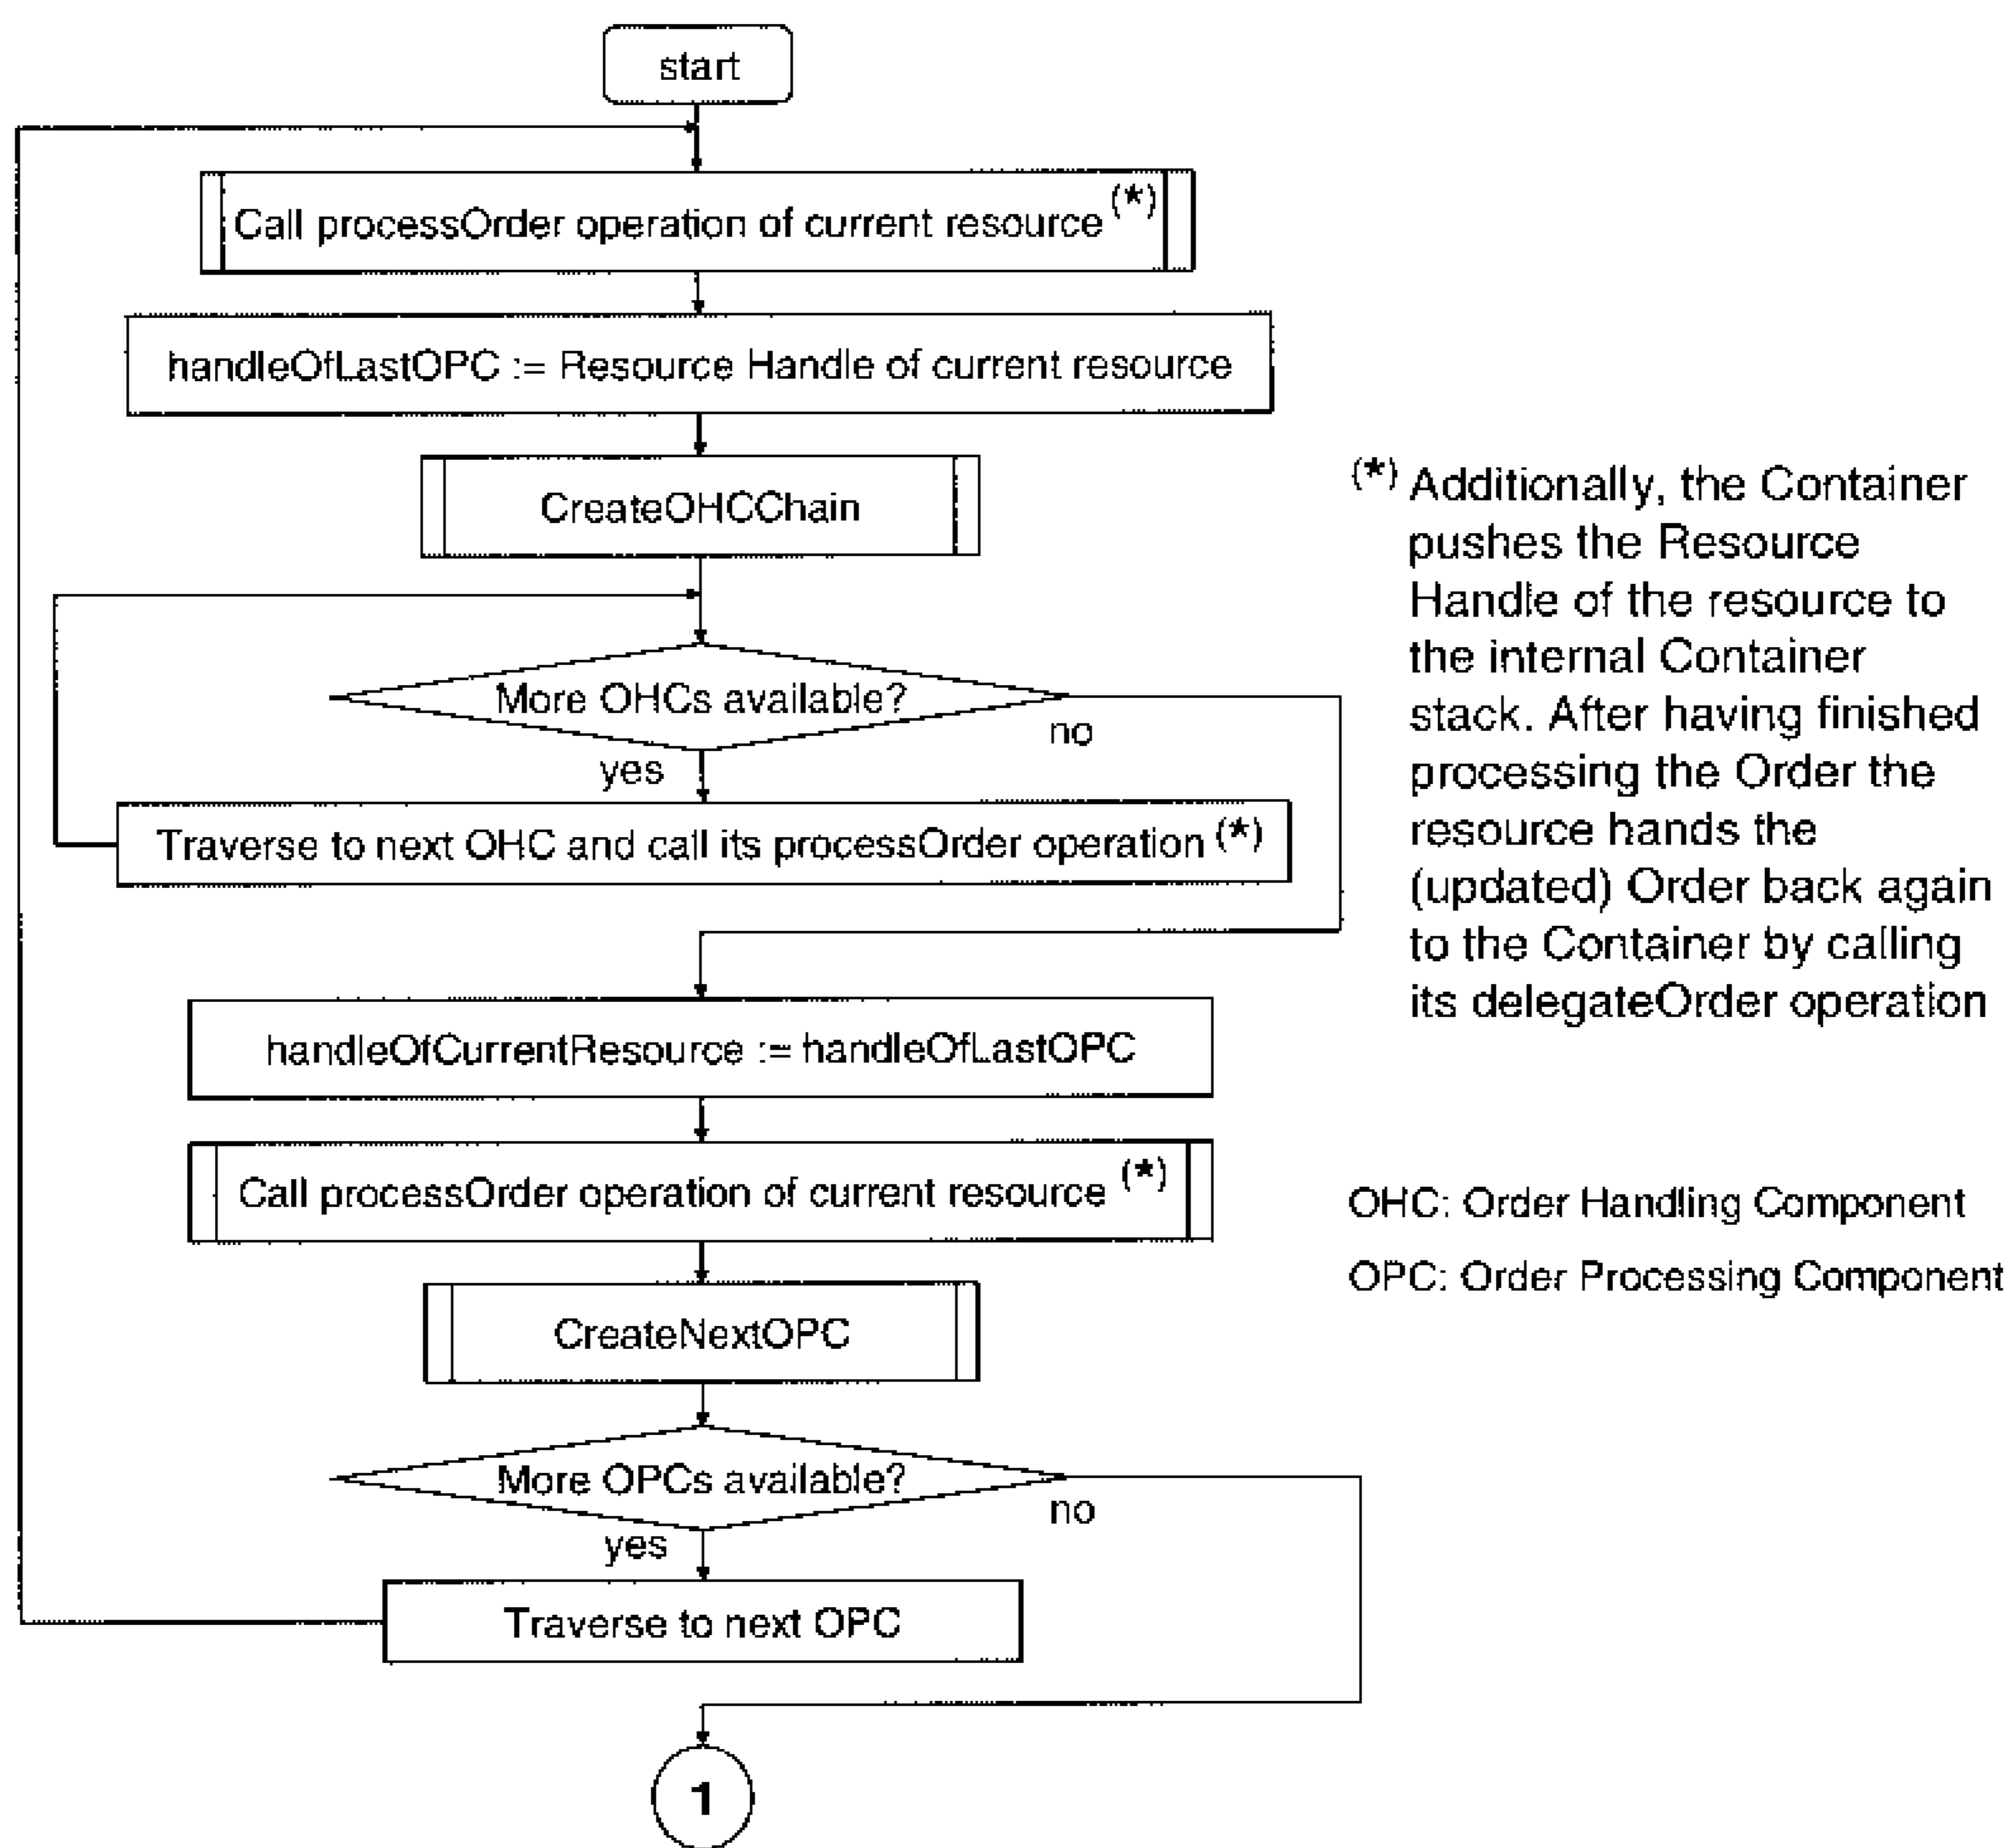 start
Call processOrder operation of current resource (*)
handleOfLastOPC := Resource Handle of current resource
CreateOHCChain
More OHCs available?
no
yes
Traverse to next OHC and call its processOrder operation (*)
handleOfCurrentResource := handleOfLastOPC
Call processOrder operation of current resource (*)
CreateNextOPC
More OPCs available?
no
yes
Traverse to next OPC
1
(*) Additionally, the Container
pushes the Resource
Handle of the resource to
the internal Container
stack. After having finished
processing the Order the
resource hands the
(updated) Order back again
to the Container by calling
its delegateOrder operation
OHC: Order Handling Component
OPC: Order Processing Component